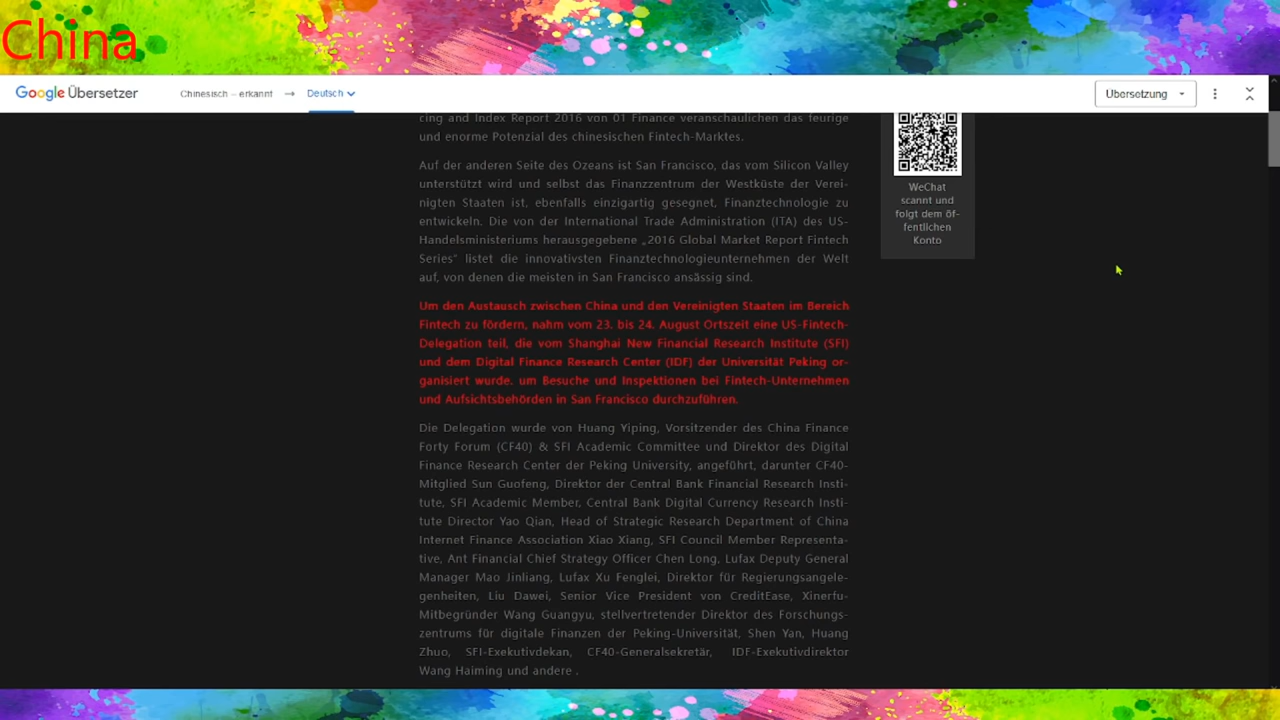 China
Google Übersetzer
Chinesisch – erkannt → Deutsch
Übersetzung
cing and Index Report 2016 von 01 Finance veranschaulichen das feurige
und enorme Potenzial des chinesischen Fintech-Marktes.
Auf der anderen Seite des Ozeans ist San Francisco, das vom Silicon Valley
unterstützt wird und selbst das Finanzzentrum der Westküste der Verei-
nigten Staaten ist, ebenfalls einzigartig gesegnet, Finanztechnologie zu
entwickeln. Die von der International Trade Administration (ITA) des US-
Handelsministeriums herausgegebene „2016 Global Market Report Fintech
Series“ listet die innovativsten Finanztechnologieunternehmen der Welt
auf, von denen die meisten in San Francisco ansässig sind.
Um den Austausch zwischen China und den Vereinigten Staaten im Bereich
Fintech zu fördern, nahm vom 23. bis 24. August Ortszeit eine US-Fintech-
Delegation teil, die vom Shanghai New Financial Research Institute (SFI)
und dem Digital Finance Research Center (IDF) der Universität Peking or-
ganisiert wurde. um Besuche und Inspektionen bei Fintech-Unternehmen
und Aufsichtsbehörden in San Francisco durchzuführen.
Die Delegation wurde von Huang Yiping, Vorsitzender des China Finance
Forty Forum (CF40) & SFI Academic Committee und Direktor des Digital
Finance Research Center der Peking University, angeführt, darunter CF40-
Mitglied Sun Guofeng, Direktor der Central Bank Financial Research Insti-
tute, SFI Academic Member, Central Bank Digital Currency Research Insti-
tute Director Yao Qian, Head of Strategic Research Department of China
Internet Finance Association Xiao Xiang, SFI Council Member Representa-
tive, Ant Financial Chief Strategy Officer Chen Long, Lufax Deputy General
Manager Mao Jinliang, Lufax Xu Fenglei, Direktor für Regierungsangele-
genheiten, Liu Dawei, Senior Vice President von CreditEase, Xinerfu-
Mitbegründer Wang Guangyu, stellvertretender Direktor des Forschungs-
zentrums für digitale Finanzen der Peking-Universität, Shen Yan, Huang
Zhuo, SFI-Exekutivdekan, CF40-Generalsekretär, IDF-Exekutivdirektor
Wang Haiming und andere .
WeChat
scannt und
folgt dem öf-
fentlichen
Konto